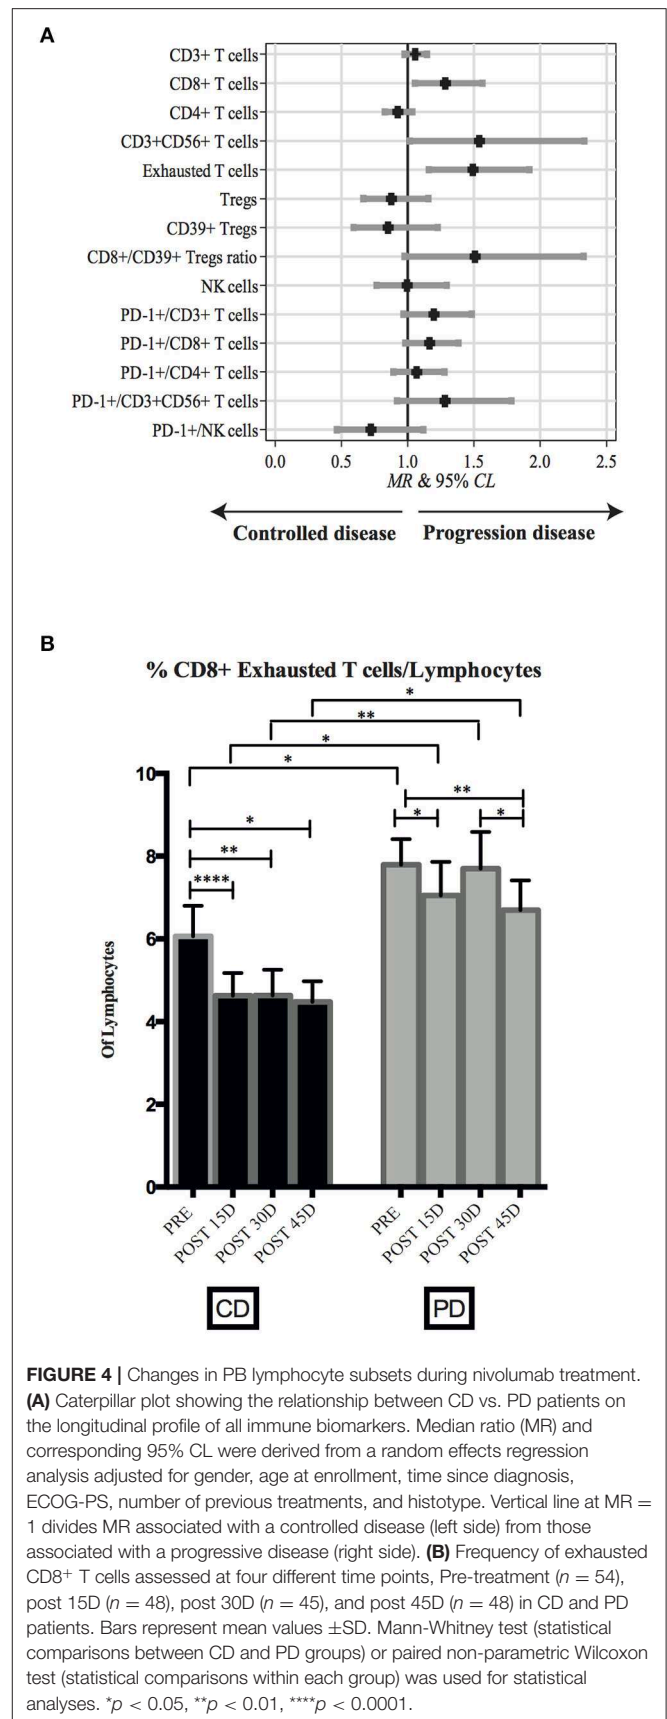 A
CD3+ T cells
CD8+ T cells
CD4+ T cells
CD3+CD56+ T cells
Exhausted T cells
Tregs
CD39+ Tregs
CD8+/CD39+ Tregs ratio
NK cells
PD-1+/CD3+ T cells
PD-1+/CD8+ T cells
PD-1+/CD4+ T cells
PD-1+/CD3+CD56+ T cells
PD-1+/NK cells
0.0 0.5 1.0 1.5 2.0 2.5
MR & 95% CL
Controlled disease Progression disease
B
% CD8+ Exhausted T cells/Lymphocytes
*
**
*
*
**
*
* *
**
****
10
8
6
4
2
0
Of Lymphocytes
PRE POST 15D POST 30D POST 45D PRE POST 15D POST 30D POST 45D
CD PD
FIGURE 4 | Changes in PB lymphocyte subsets during nivolumab treatment.
(A) Caterpillar plot showing the relationship between CD vs. PD patients on
the longitudinal profile of all immune biomarkers. Median ratio (MR) and
corresponding 95% CL were derived from a random effects regression
analysis adjusted for gender, age at enrollment, time since diagnosis,
ECOG-PS, number of previous treatments, and histotype. Vertical line at MR =
1 divides MR associated with a controlled disease (left side) from those
associated with a progressive disease (right side). (B) Frequency of exhausted
CD8+ T cells assessed at four different time points, Pre-treatment (n = 54),
post 15D (n = 48), post 30D (n = 45), and post 45D (n = 48) in CD and PD
patients. Bars represent mean values ±SD. Mann-Whitney test (statistical
comparisons between CD and PD groups) or paired non-parametric Wilcoxon
test (statistical comparisons within each group) was used for statistical
analyses. *p < 0.05, **p < 0.01, ****p < 0.0001.